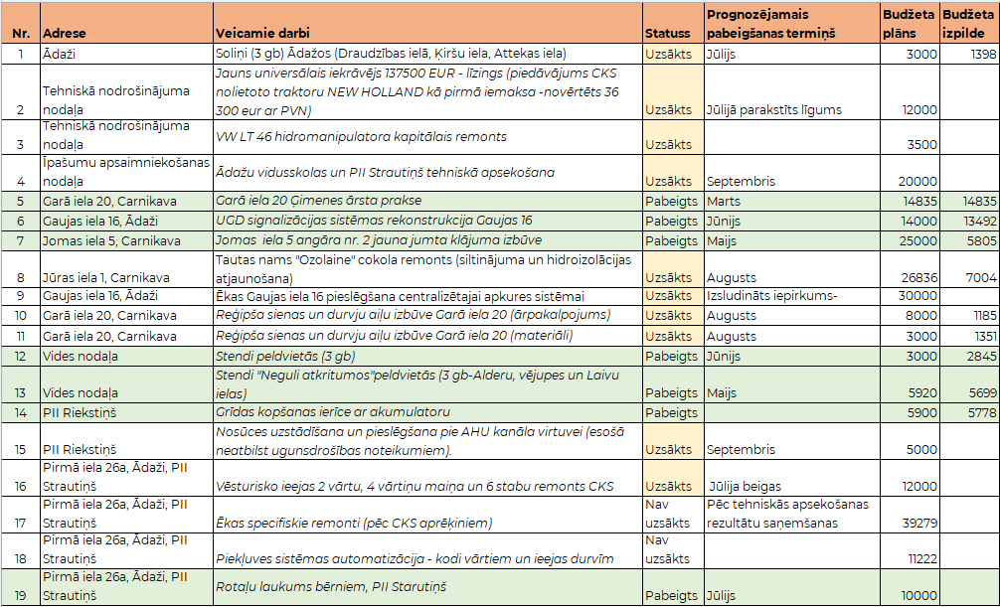 Nr. Adrese Veicamie darbi Statuss Prognozējamais pabeigšanas termiņš Budžeta plāns Budžeta izpilde
1 Ādaži Soliņi (3 gb) Ādažos (Draudzības ielā, Ķiršu iela, Attekas iela) Uzsākts Jūlijs 3000 1398
2 Tehniskā nodrošinājuma nodaļa Jauns universālais iekrāvējs 137500 EUR - līzings (piedāvājums CKS nolietoto traktoru NEW HOLLAND kā pirmā iemaksa -novērtēts 36 300 eur ar PVN) Uzsākts Jūlijā parakstīts līgums 12000
3 Tehniskā nodrošinājuma nodaļa VW LT 46 hidromanipulatora kapitālais remonts Uzsākts 3500
4 Īpašumu apsaimniekošanas nodaļa Ādažu vidusskolas un PII Strautiņš tehniskā apsekošana Uzsākts Septembris 20000
5 Garā iela 20, Carnikava Garā iela 20 Ģimenes ārsta prakse Pabeigts Marts 14835 14835
6 Gaujas iela 16, Ādaži UGD signalizācijas sistēmas rekonstrukcija Gaujas 16 Pabeigts Jūnijs 14000 13492
7 Jomas iela 5, Carnikava Jomas iela 5 angāra nr. 2 jauna jumta klājuma izbūve Pabeigts Maijs 25000 5805
8 Jūras iela 1, Carnikava Tautas nams "Ozolaine" cokola remonts (siltinājuma un hidroizolācijas atjaunošana) Uzsākts Augusts 26836 7004
9 Gaujas iela 16, Ādaži Ēkas Gaujas iela 16 pieslēgšana centralizētajai apkures sistēmai Uzsākts Izsludināts iepirkums- 30000
10 Garā iela 20, Carnikava Reģipša sienas un durvju aiļu izbūve Garā iela 20 (ārpakalpojums) Uzsākts Augusts 8000 1185
11 Garā iela 20, Carnikava Reģipša sienas un durvju aiļu izbūve Garā iela 20 (materiāli) Uzsākts Augusts 3000 1351
12 Vides nodaļa Stendi peldvietās (3 gb) Pabeigts Jūnijs 3000 2845
13 Vides nodaļa Stendi "Neguli atkritumos"peldvietās (3 gb-Alderu, vējupes un Laivu ielas) Pabeigts Maijs 5920 5699
14 PII Riekstiņš Grīdas kopšanas ierīce ar akumulatoru Pabeigts 5900 5778
15 PII Riekstiņš Nosūces uzstādīšana un pieslēgšana pie AHU kanāla virtuvei (esošā neatbilst ugunsdrošības noteikumiem). Uzsākts Septembris 5000
16 Pirmā iela 26a, Ādaži, PII Strautiņš Vēsturisko ieejas 2 vārtu, 4 vārtiņu maiņa un 6 stabu remonts CKS Uzsākts Jūlija beigas 12000
17 Pirmā iela 26a, Ādaži, PII Strautiņš Ēkas specifiskie remonti (pēc CKS aprēķiniem) Nav uzsākts Pēc tehniskās apsekošanas rezultātu saņemšanas 39279
18 Pirmā iela 26a, Ādaži, PII Strautiņš Piekļuves sistēmas automatizācija - kodi vārtiem un ieejas durvīm Nav uzsākts 11222
19 Pirmā iela 26a, Ādaži, PII Strautiņš Rotaļu laukums bērniem, PII Starutiņš Pabeigts Jūlijs 10000